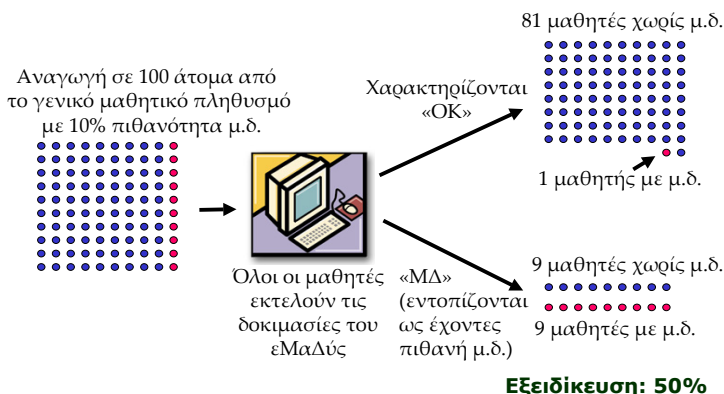 Αναγωγή σε 100 άτομα από
το γενικό μαθητικό πληθυσμό
με 10% πιθανότητα μ.δ.
Όλοι οι μαθητές
εκτελούν τις
δοκιμασίες του
εΜαΔύς
Χαρακτηρίζονται
«ΟΚ»
81 μαθητές χωρίς μ.δ.
1 μαθητής με μ.δ.
«ΜΔ»
(εντοπίζονται
ως έχοντες
πιθανή μ.δ.)
9 μαθητές χωρίς μ.δ.
9 μαθητές με μ.δ.
Εξειδίκευση: 50%